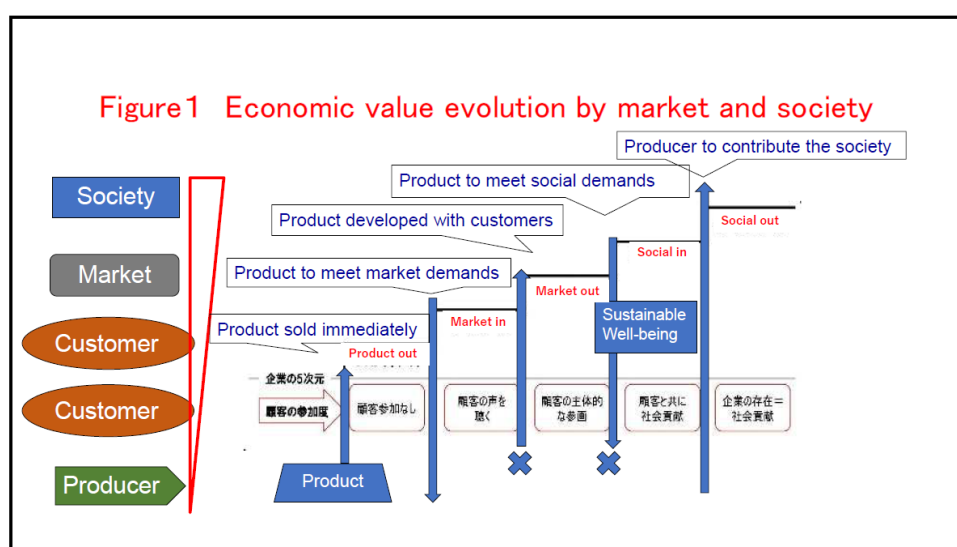 Figure1 Economic value evolution by market and society
Producer to contribute the society
Product to meet social demands
Society
Social out
Product developed with customers
Social in
Market
Product to meet market demands
Market out
Sustainable
Well-being
Market in
Product sold immediately
Customer
Product out
企業の5次元
顧客の参加度
顧客参加なし
顧客の声を
聴く
顧客の主体的
な参画
顧客と共に
社会貢献
企業の存在＝
社会貢献
Customer
Product
Producer